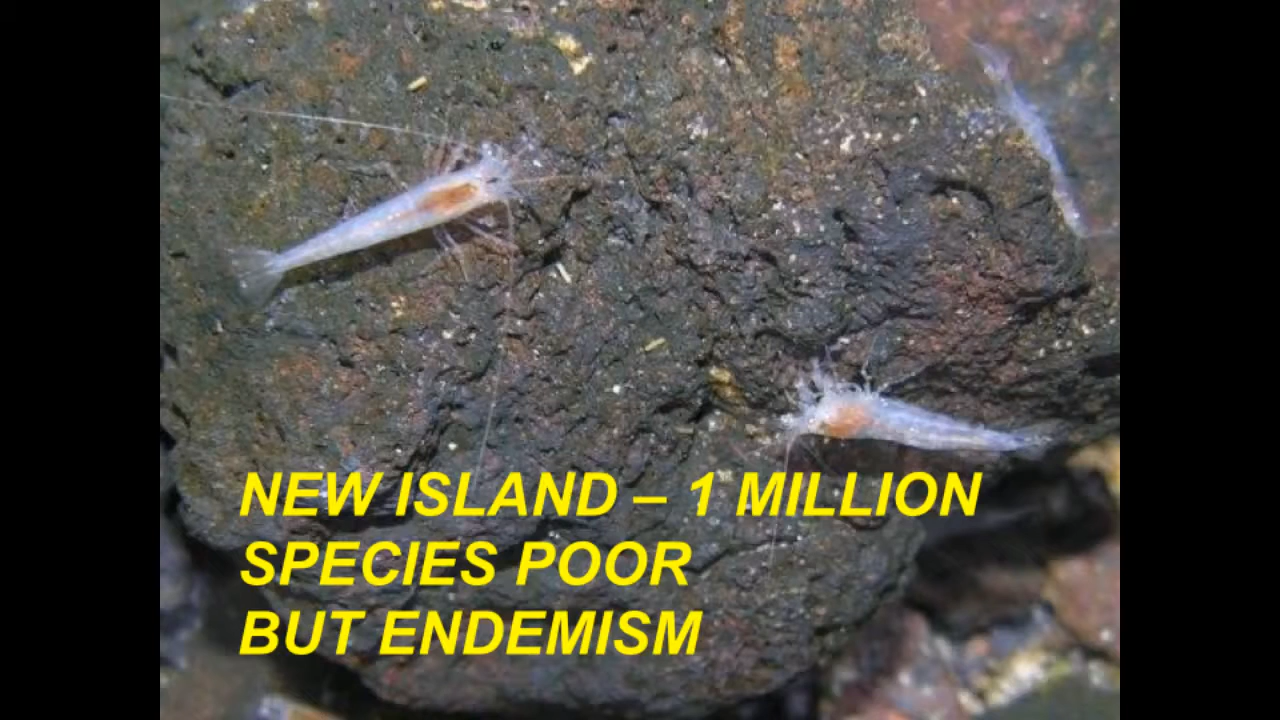 NEW ISLAND – 1 MILLION
SPECIES POOR
BUT ENDEMISM